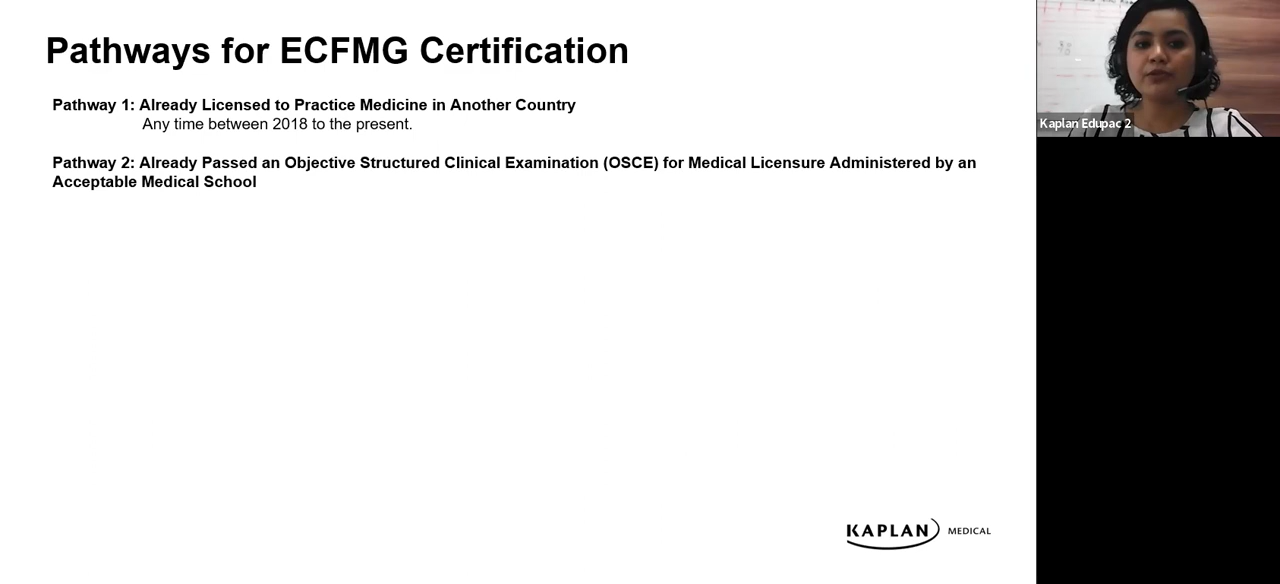 Pathways for ECFMG Certification
Pathway 1: Already Licensed to Practice Medicine in Another Country
Any time between 2018 to the present.
Pathway 2: Already Passed an Objective Structured Clinical Examination (OSCE) for Medical Licensure Administered by an
Acceptable Medical School
KAPLAN MEDICAL
Kaplan Edupac 2